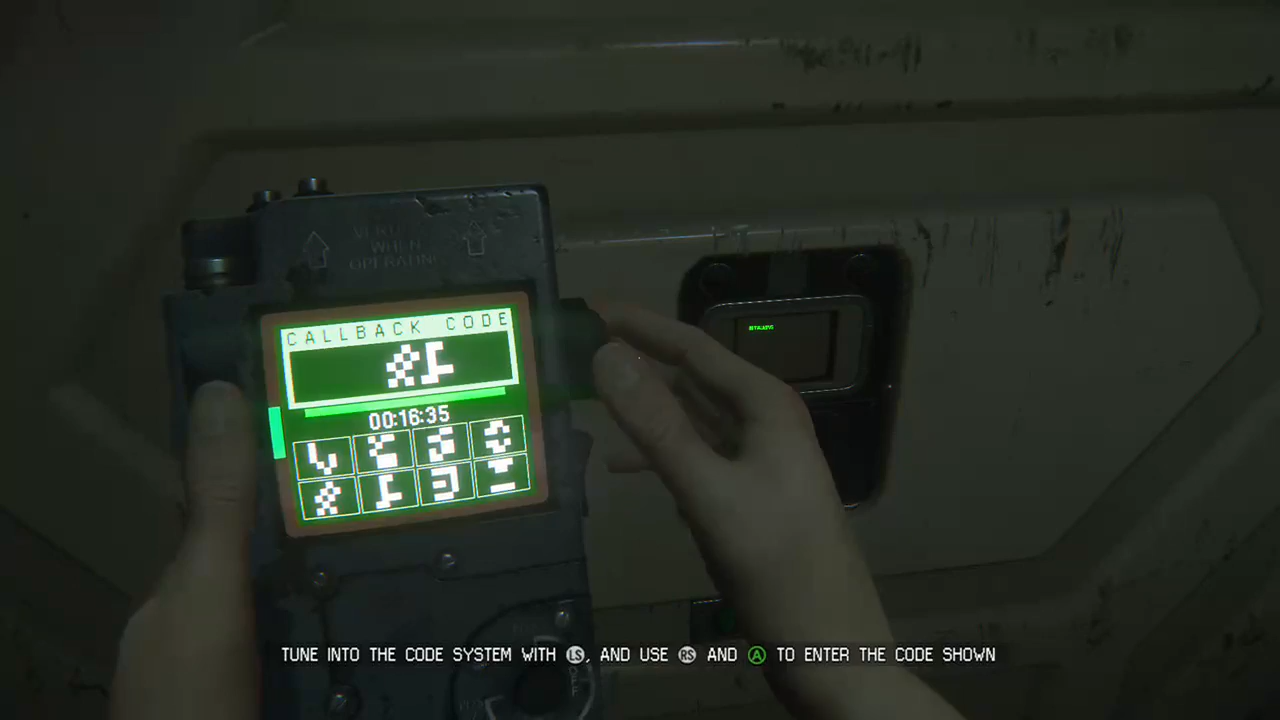 WHEN
CALLBACK CODE
00:16:35
TUNE INTO THE CODE SYSTEM WITH LS, AND USE RS AND A TO ENTER THE CODE SHOWN